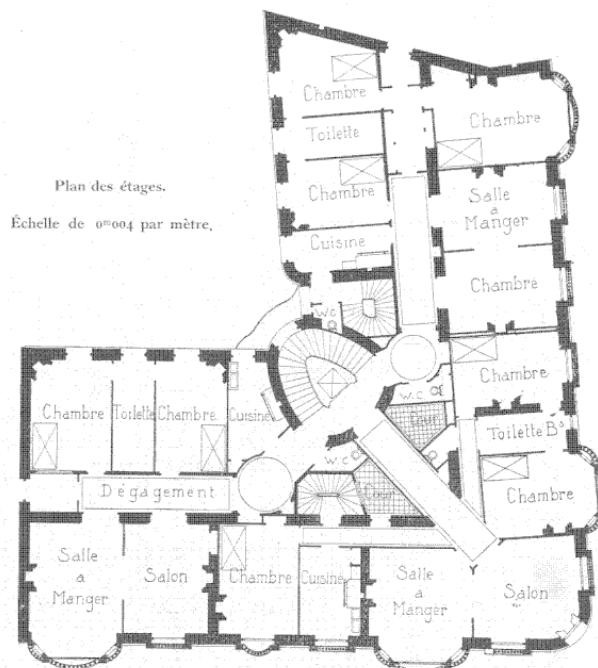 Plan des étages.
Échelle de 0m004 par mètre,
Chambre
Toilette
Chambre
Cuisine
Chambre
Salle
à
Manger
Chambre
W.C
Chambre
W.C
Cour
Toilette Bs
Chambre
Chambre
Toilette
Chambre
Cuisine
W.C
Cour
Dégagement
Salle
à
Manger
Salon
Chambre
Cuisine
Salle
à
Manger
Salon